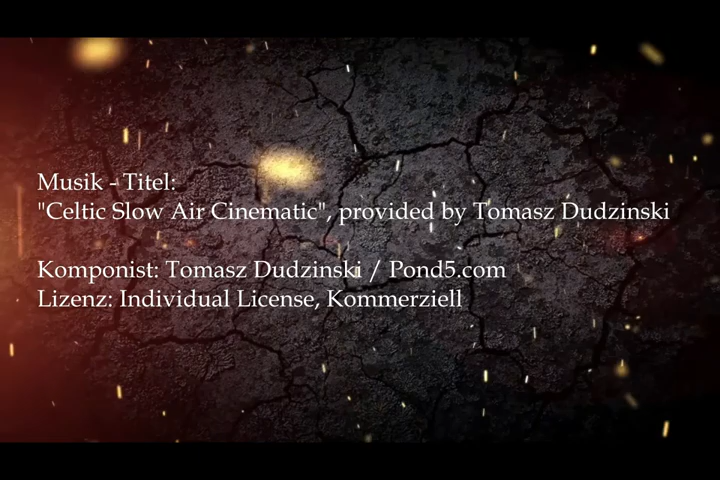 Musik - Titel:
"Celtic Slow Air Cinematic", provided by Tomasz Dudzinski
Komponist: Tomasz Dudzinski / Pond5.com
Lizenz: Individual License, Kommerziell